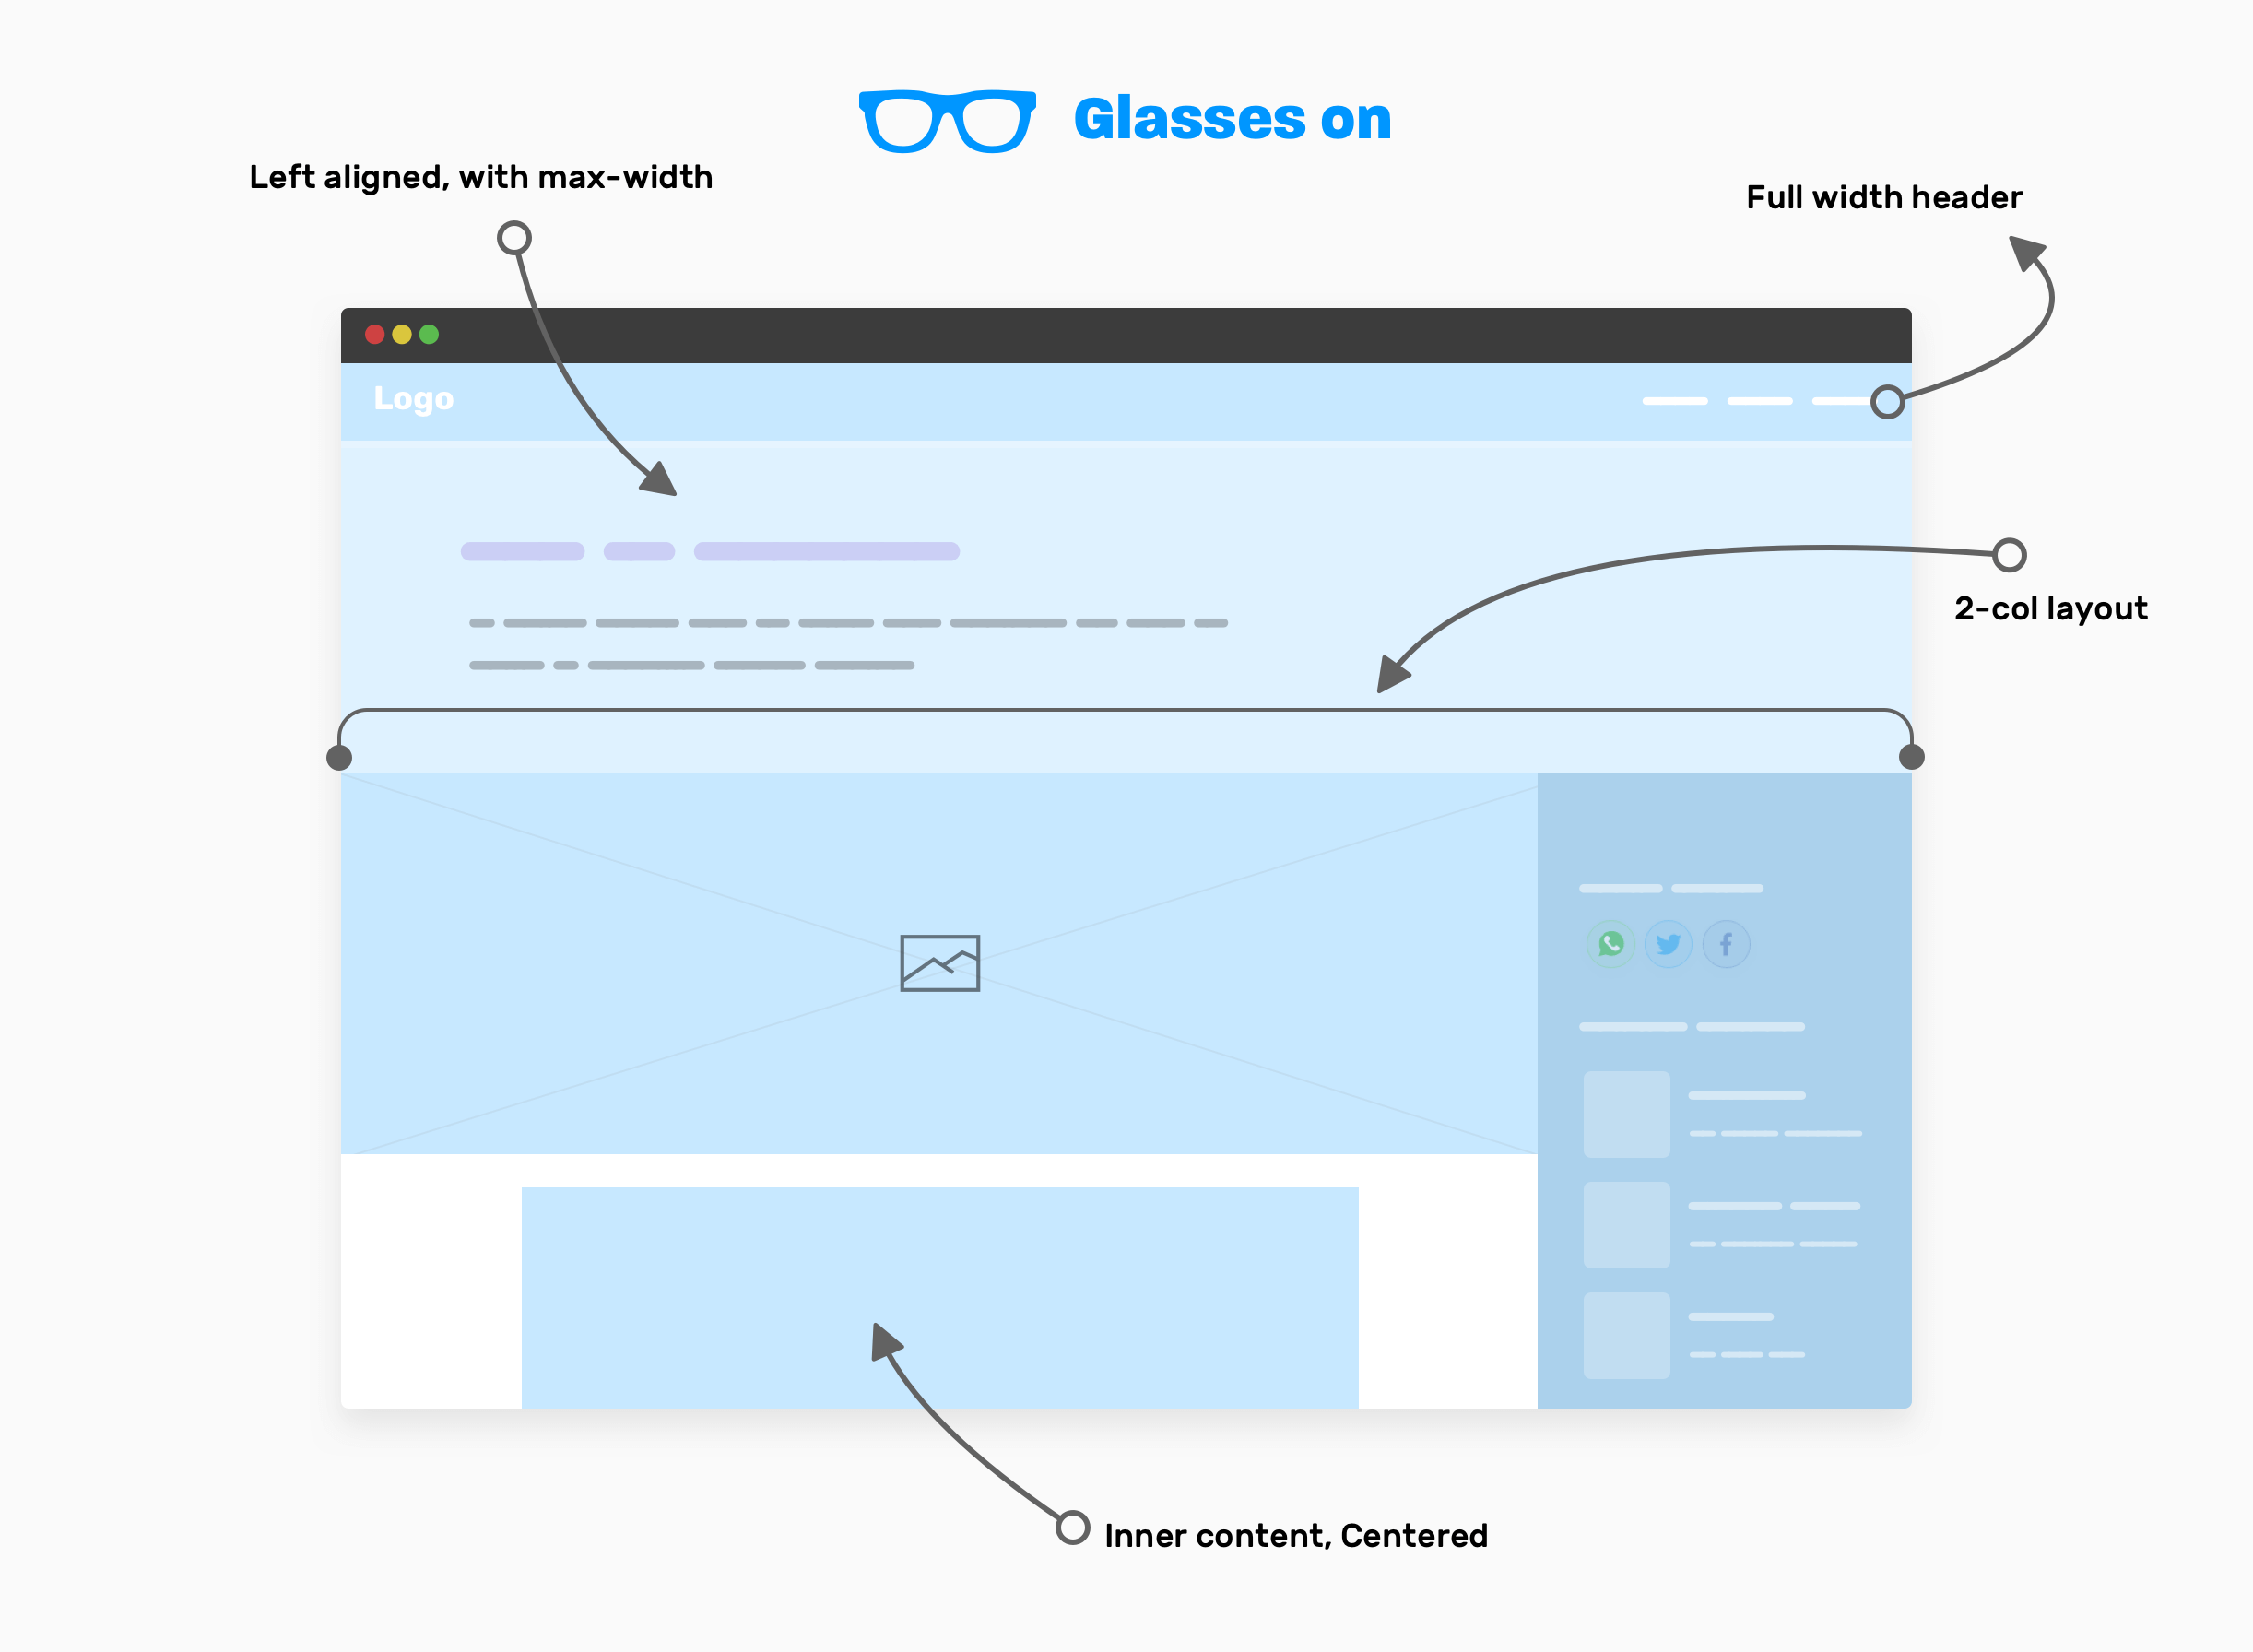 Glasses on
Left aligned, with max-width
Full width header
Logo
2-col layout
Inner content, Centered